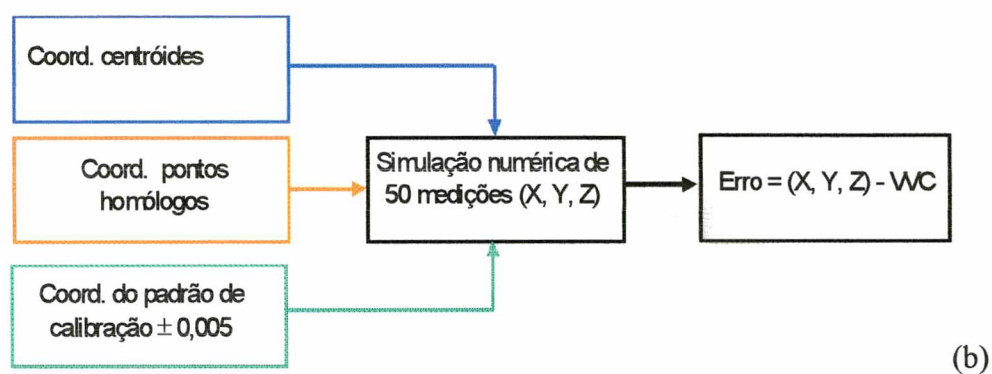 Coord. centróides
Coord. pontos
homólogos
Simulação numérica de
50 medições (X, Y, Z)
Erro = (X, Y, Z) - VVC
Coord. do padrão de
calibração ± 0,005
(b)